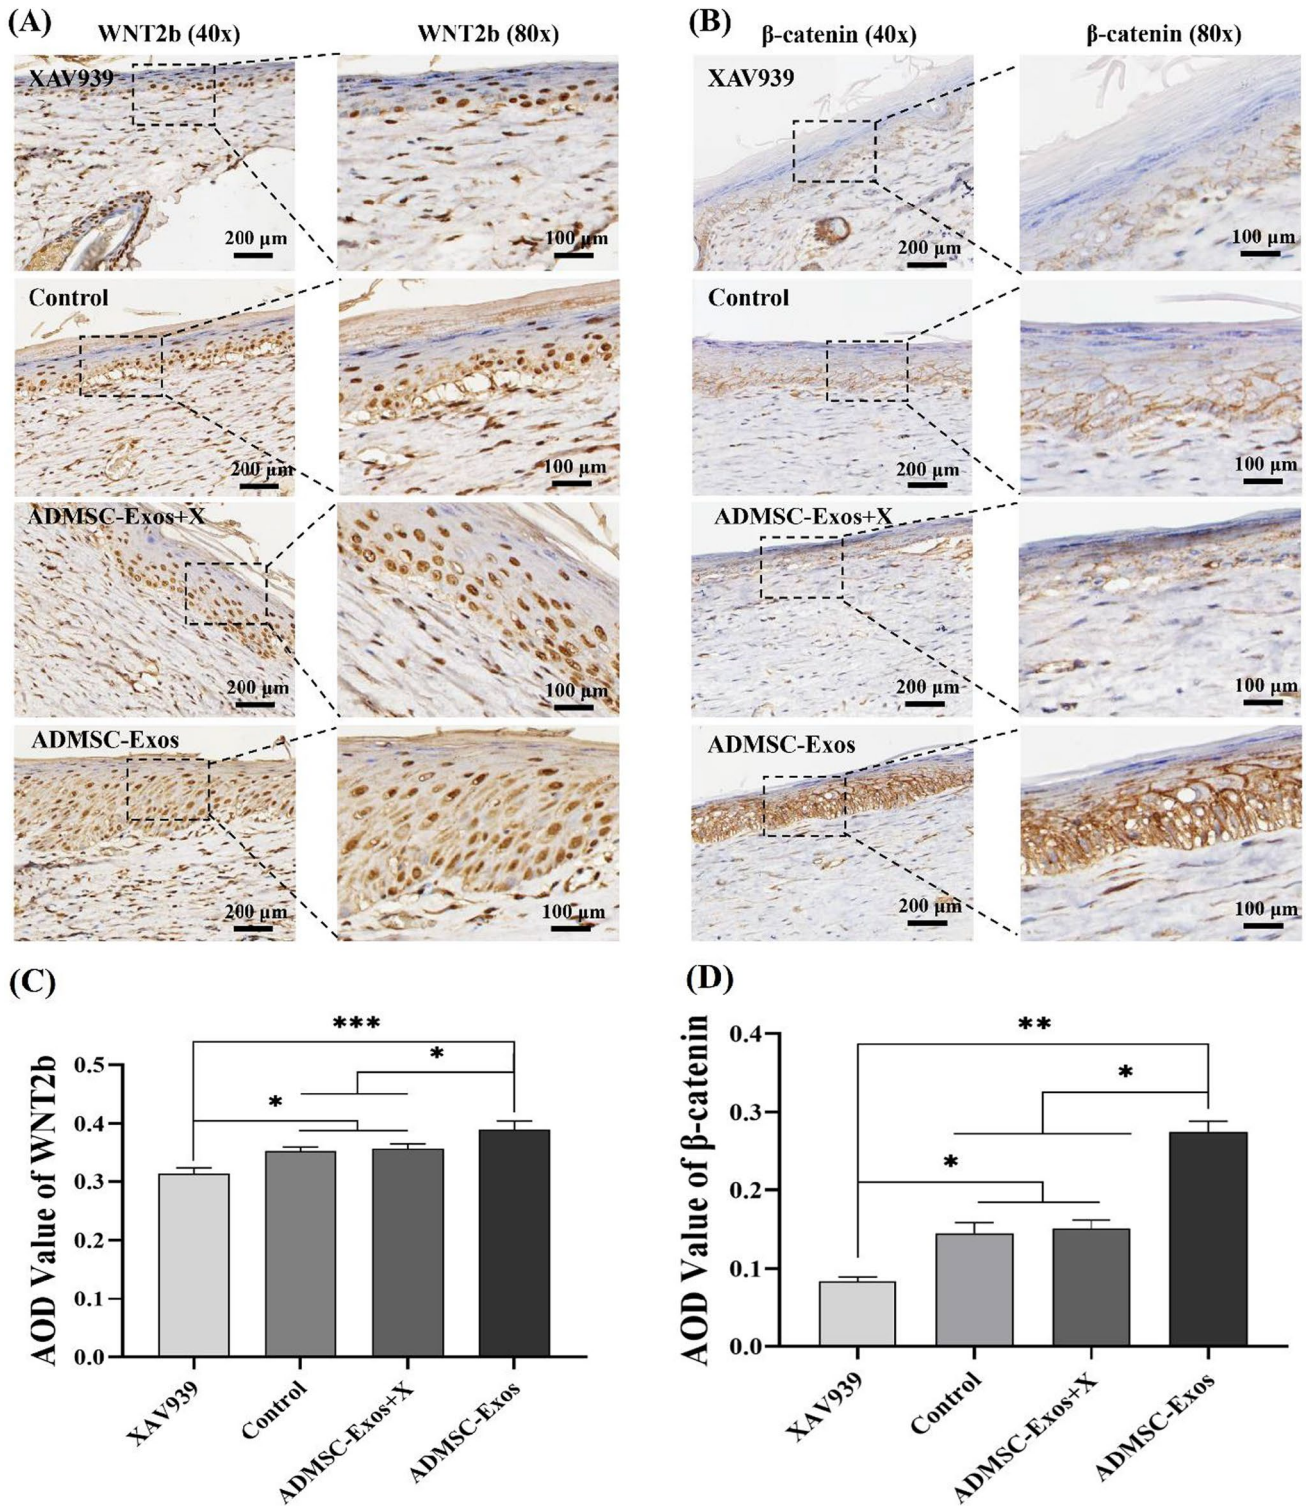 (A)
WNT2b (40x) WNT2b (80x)
XAV939
200 μm 100 μm
Control
200 μm 100 μm
ADMSC-Exos+X
200 μm 100 μm
ADMSC-Exos
200 μm 100 μm
(B)
β-catenin (40x) β-catenin (80x)
XAV939
200 μm 100 μm
Control
200 μm 100 μm
ADMSC-Exos+X
200 μm 100 μm
ADMSC-Exos
200 μm 100 μm
(C)
AOD Value of WNT2b
0.5
0.4
0.3
0.2
0.1
0.0
***
*
*
XAV939
Control
ADMSC-Exos+X
ADMSC-Exos
(D)
AOD Value of β-catenin
0.4
0.3
0.2
0.1
0.0
**
*
*
XAV939
Control
ADMSC-Exos+X
ADMSC-Exos